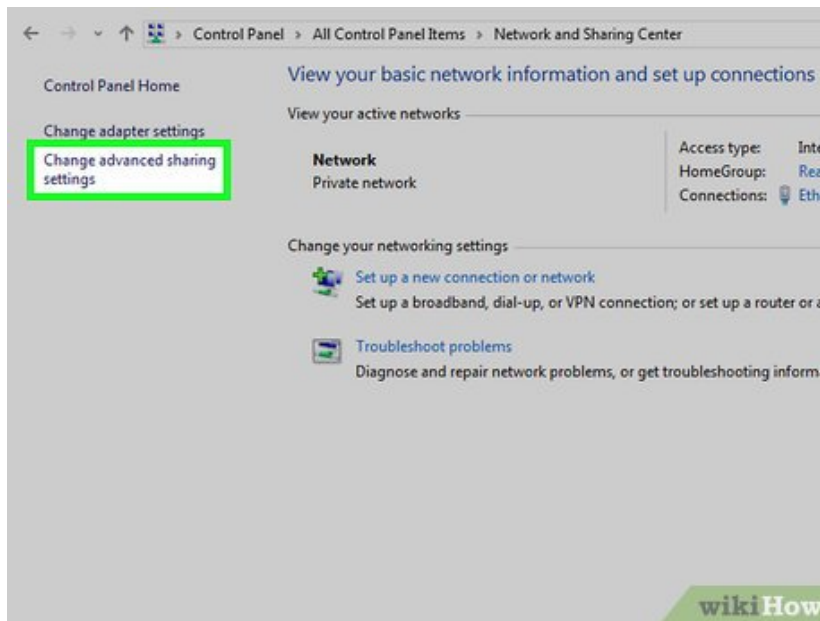 Control Panel > All Control Panel Items > Network and Sharing Center
Control Panel Home
Change adapter settings
Change advanced sharing
settings
View your basic network information and set up connections
View your active networks
Network
Private network
Access type:
HomeGroup:
Connections:
Change your networking settings
Set up a new connection or network
Set up a broadband, dial-up, or VPN connection; or set up a router or
Troubleshoot problems
Diagnose and repair network problems, or get troubleshooting
wikiHow